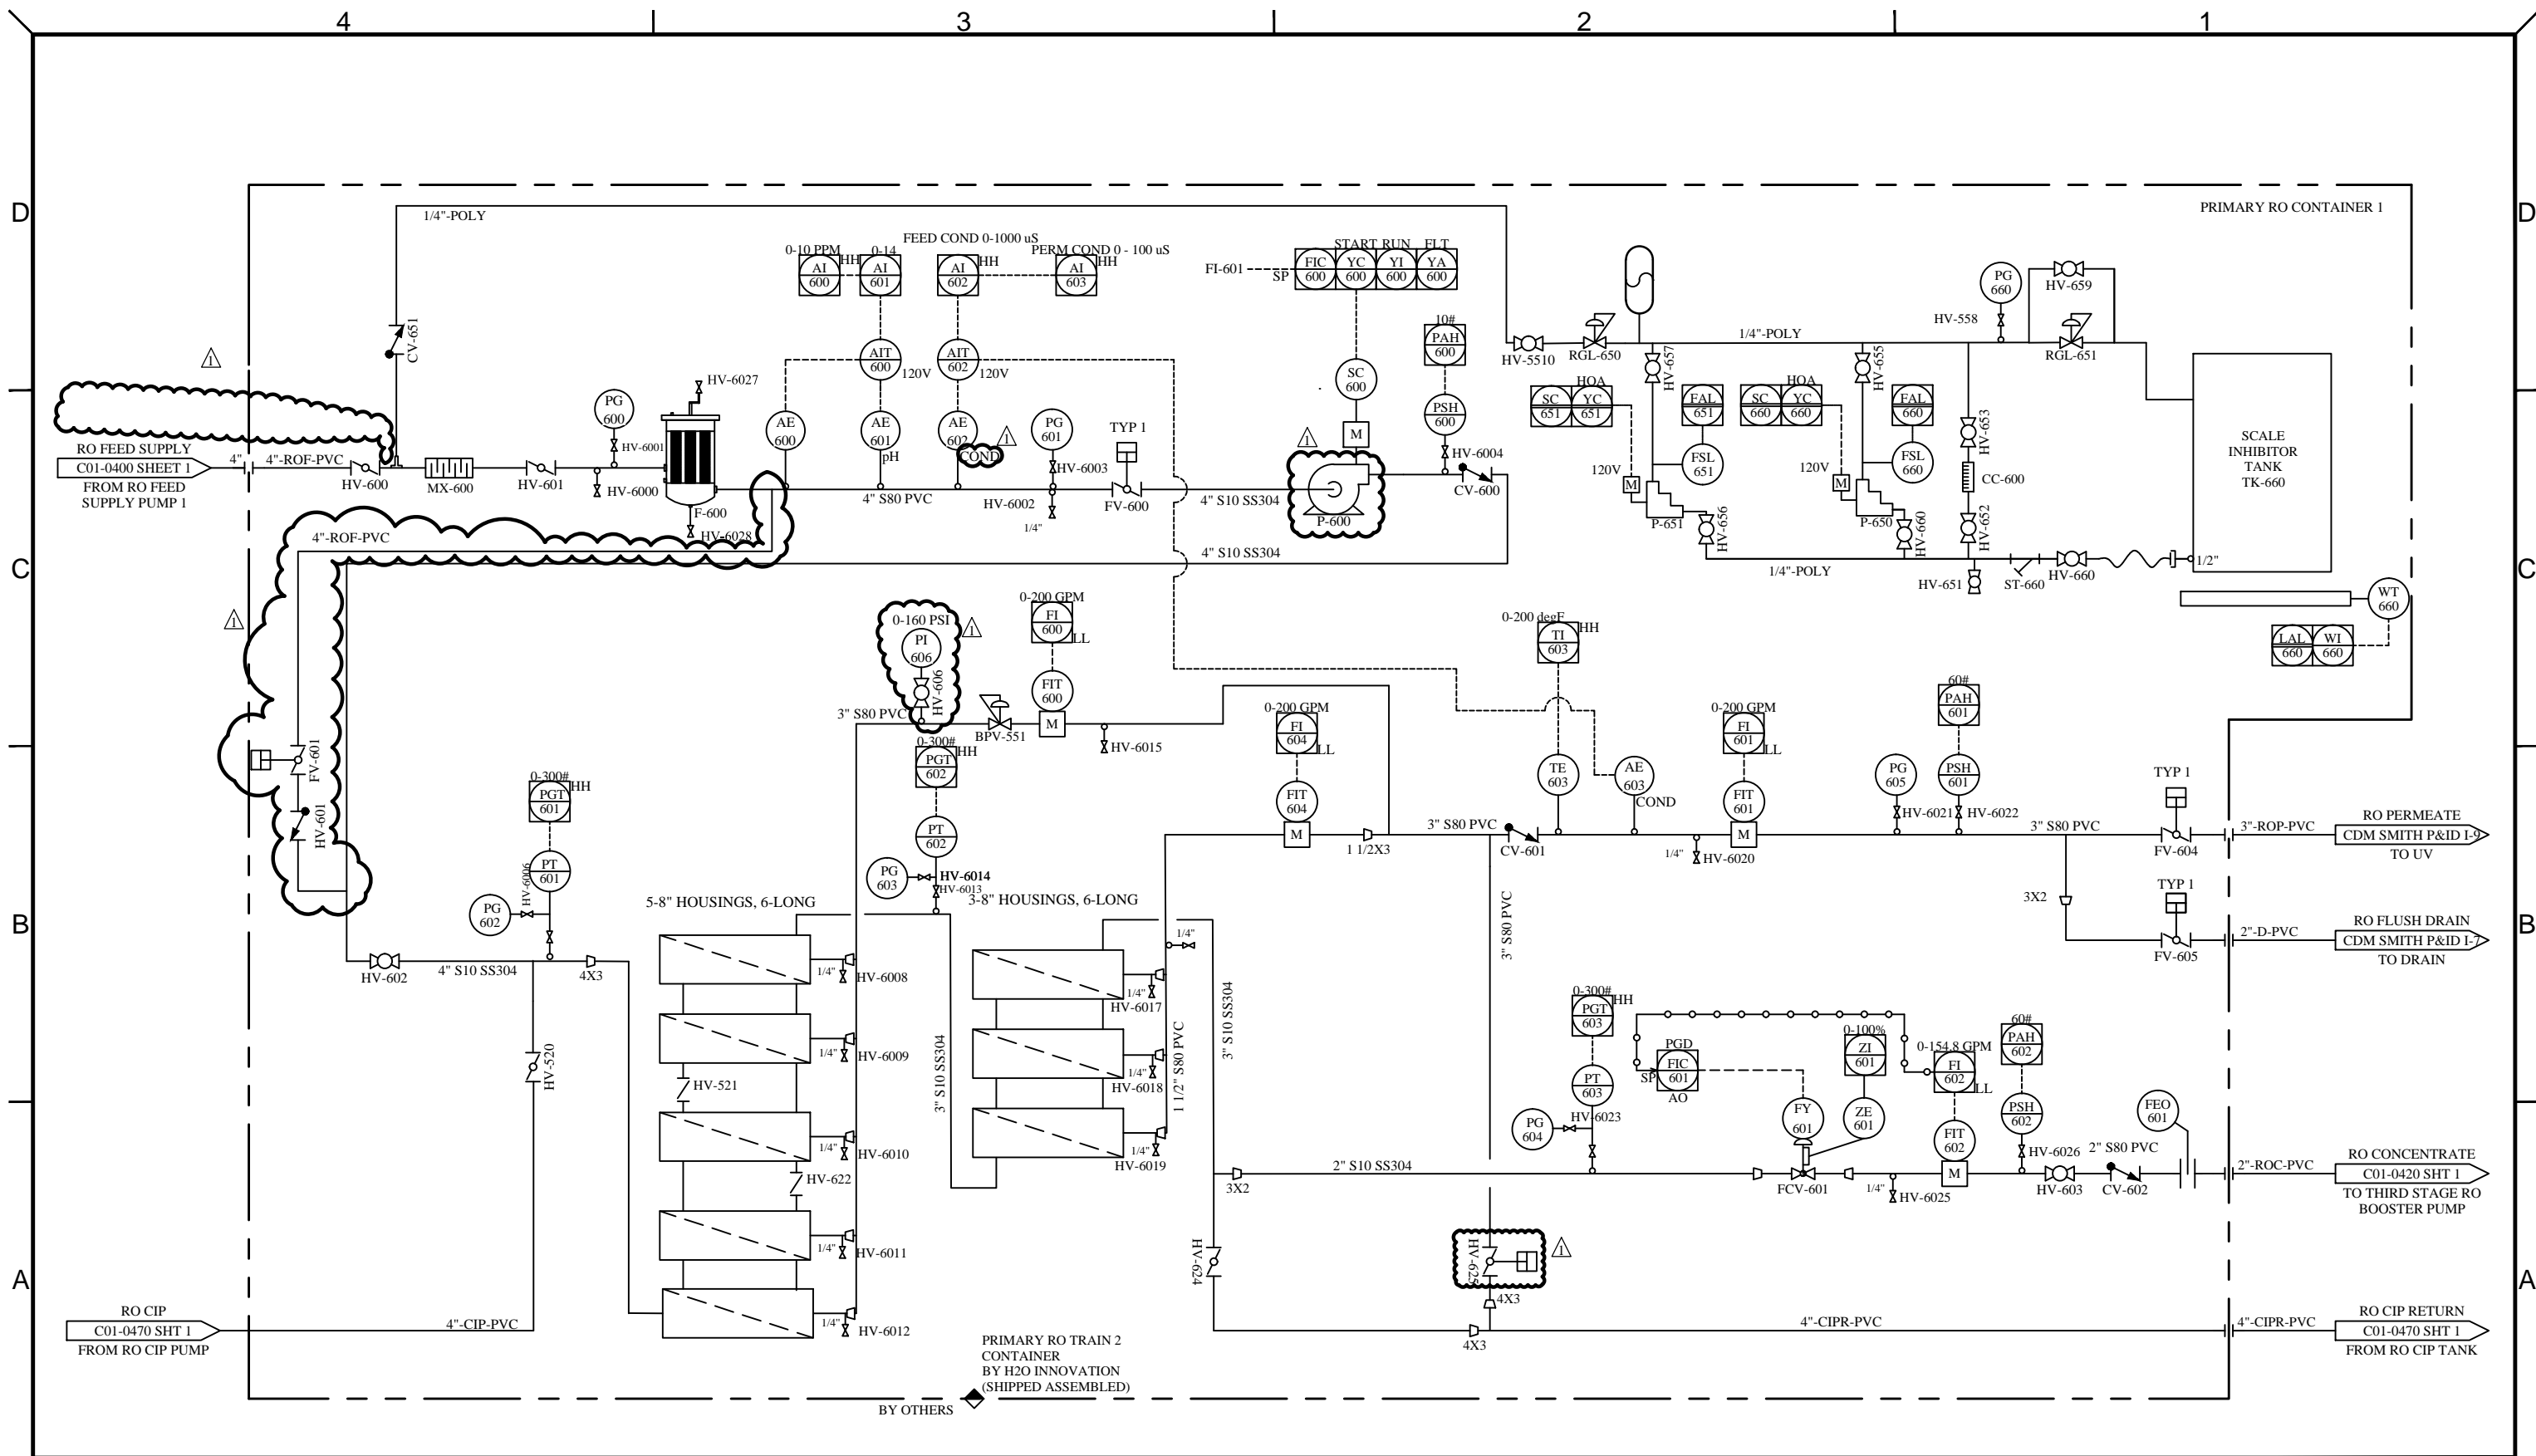 4
3
2
1
D
D
1/4"-POLY
PRIMARY RO CONTAINER 1
FEED COND 0-1000 uS
0-10 PPM
HH
0-14
HH
PERM COND 0 - 100 uS
HH
AI
600
AI
601
AI
602
AI
603
START
RUN
FLT
FI-601
SP
FIC
600
YC
600
YI
600
YA
600
PG
660
HV-659
HV-558
CV-651
1
10#
PAH
600
1/4"-POLY
HV-5510
RGL-650
HV-657
HV-655
RGL-651
AIT
600
120V
AIT
602
120V
SC
600
HV-6027
PG
600
HOA
SC
651
YC
651
FAL
651
HOA
SC
660
YC
660
FAL
660
HV-653
SCALE
INHIBITOR
TANK
TK-660
RO FEED SUPPLY
C01-0400 SHEET 1
FROM RO FEED
SUPPLY PUMP 1
4"
4"-ROF-PVC
HV-600
MX-600
HV-601
HV-6001
HV-6000
AE
600
AE
601
pH
AE
602
COND
1
PG
601
TYP 1
HV-6003
M
1
PSH
600
HV-6004
CV-600
120V
M
FSL
651
120V
M
FSL
660
CC-600
F-600
HV-6028
4" S80 PVC
HV-6002
1/4"
FV-600
4" S10 SS304
P-600
P-651
HV-656
P-650
HV-660
HV-652
4"-ROF-PVC
4" S10 SS304
C
C
1/4"-POLY
HV-651
ST-660
HV-660
1/2"
WT
660
LAL
660
WI
660
1
0-160 PSI
PI
606
1
HV-606
0-200 GPM
FI
600
LL
FIT
600
M
3" S80 PVC
BPV-551
HV-6015
0-200 degF
TI
603
HH
0-200 GPM
FI
604
LL
0-200 GPM
FI
601
LL
60#
PAH
601
FV-601
HV-601
0-300#
PGT
601
HH
0-300#
PGT
602
HH
FIT
604
M
TE
603
AE
603
COND
FIT
601
M
PG
605
PSH
601
HV-6021
HV-6022
TYP 1
PT
601
HV-6006
PG
602
PT
602
PG
603
HV-6014
HV-6013
1 1/2X3
3" S80 PVC
CV-601
1/4"
HV-6020
3" S80 PVC
FV-604
3"-ROP-PVC
RO PERMEATE
CDM SMITH P&ID I-9
TO UV
TYP 1
3X2
FV-605
2"-D-PVC
RO FLUSH DRAIN
CDM SMITH P&ID I-7
TO DRAIN
B
B
5-8" HOUSINGS, 6-LONG
3-8" HOUSINGS, 6-LONG
1/4"
3" S80 PVC
HV-602
4" S10 SS304
4X3
1/4"
HV-6008
1/4"
HV-6017
3" S10 SS304
HV-520
1/4"
HV-6009
3" S10 SS304
1/4"
HV-6018
1 1/2" S80 PVC
HV-521
0-300#
PGT
603
HH
PGD
FIC
601
SP
AO
0-100%
ZI
601
0-154.8 GPM
FI
602
LL
60#
PAH
602
PT
603
HV-6023
PG
604
FY
601
ZE
601
FIT
602
M
PSH
602
HV-6026
FEO
601
1/4"
HV-6010
1/4"
HV-6019
HV-622
3X2
2" S10 SS304
FCV-601
1/4"
HV-6025
HV-603
2" S80 PVC
CV-602
2"-ROC-PVC
RO CONCENTRATE
C01-0420 SHT 1
TO THIRD STAGE RO
BOOSTER PUMP
1/4"
HV-6011
HV-624
HV-625
1
4X3
A
A
RO CIP
C01-0470 SHT 1
FROM RO CIP PUMP
4"-CIP-PVC
1/4"
HV-6012
4X3
4"-CIPR-PVC
4"-CIPR-PVC
RO CIP RETURN
C01-0470 SHT 1
FROM RO CIP TANK
PRIMARY RO TRAIN 2
CONTAINER
BY H2O INNOVATION
(SHIPPED ASSEMBLED)
BY OTHERS